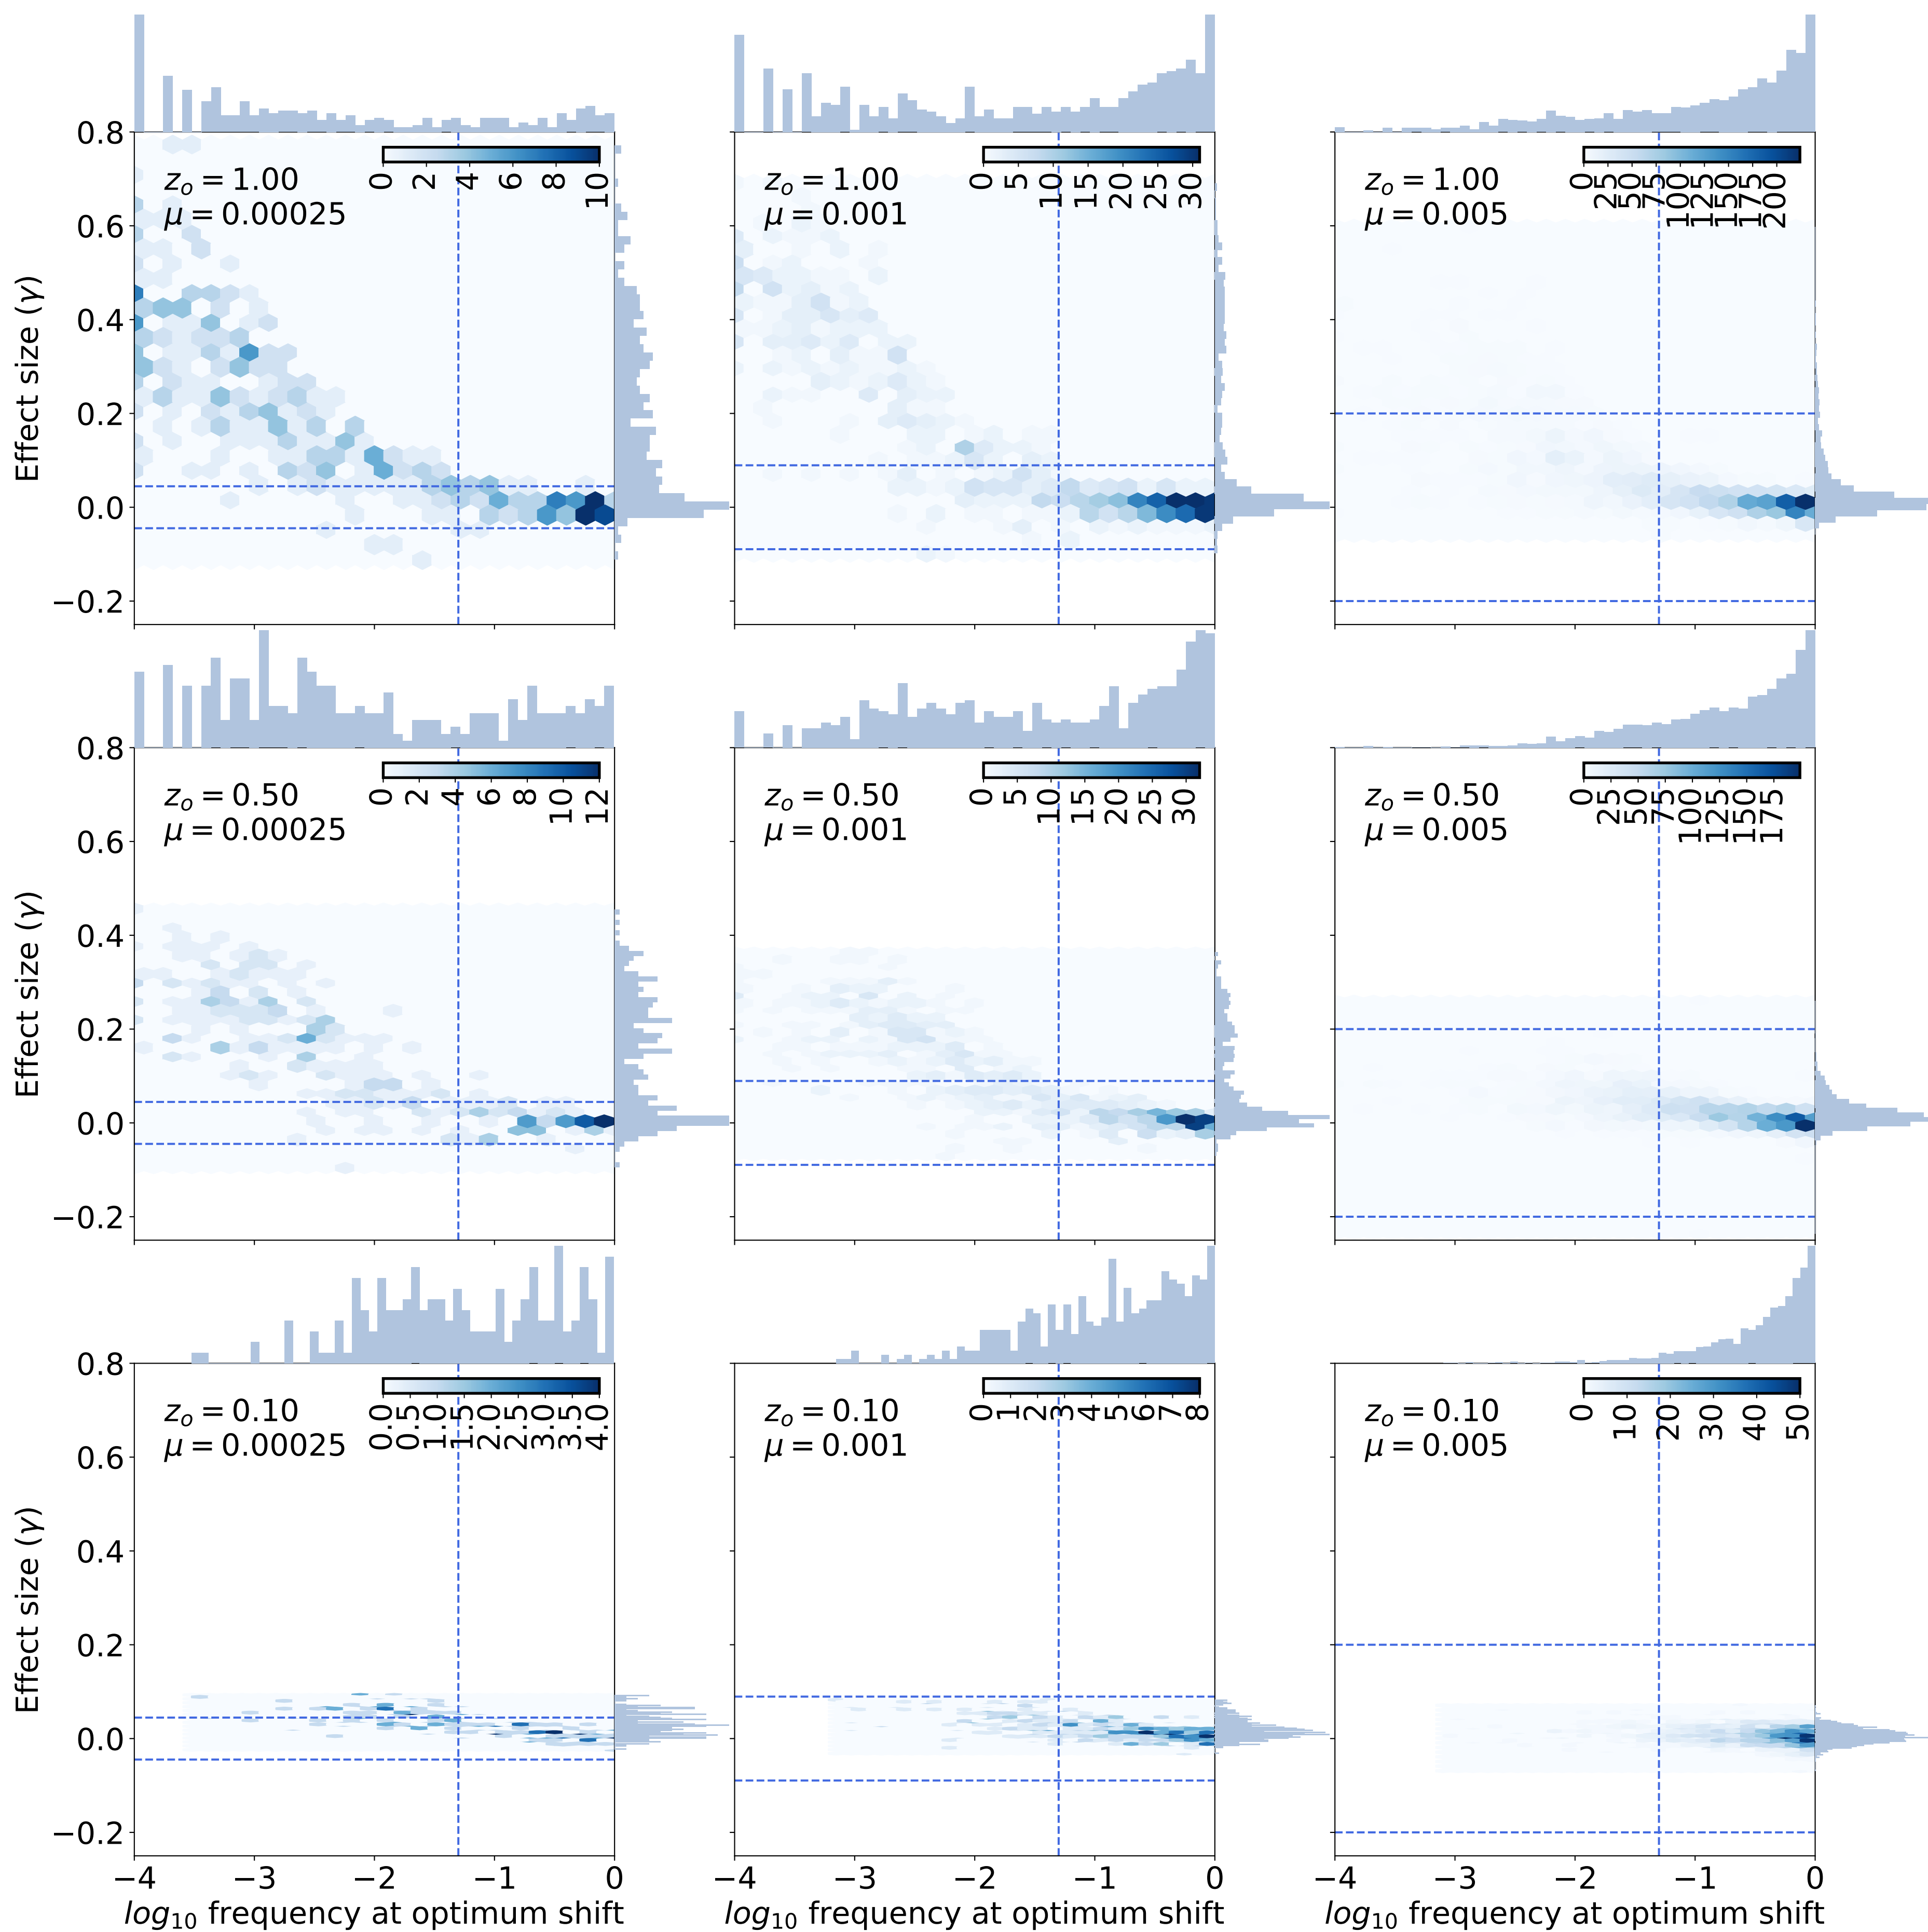 0.8
z_o = 1.00
μ = 0.00025
0 2 4 6 8 10
z_o = 1.00
μ = 0.001
0 5 10 15 20 25 30
z_o = 1.00
μ = 0.005
0 25 50 75 100 125 150 175 200
0.6
0.4
0.2
0.0
−0.2
Effect size (γ)
0.8
z_o = 0.50
μ = 0.00025
0 2 4 6 8 10 12
z_o = 0.50
μ = 0.001
0 5 10 15 20 25 30
z_o = 0.50
μ = 0.005
0 25 50 75 100 125 150 175
0.6
0.4
0.2
0.0
−0.2
Effect size (γ)
0.8
z_o = 0.10
μ = 0.00025
0.0 0.5 1.0 1.5 2.0 2.5 3.0 3.5 4.0
z_o = 0.10
μ = 0.001
0 1 2 3 4 5 6 7 8
z_o = 0.10
μ = 0.005
0 10 20 30 40 50
0.6
0.4
0.2
0.0
−0.2
Effect size (γ)
−4 −3 −2 −1 0
−4 −3 −2 −1 0
−4 −3 −2 −1 0
log₁₀ frequency at optimum shift
log₁₀ frequency at optimum shift
log₁₀ frequency at optimum shift